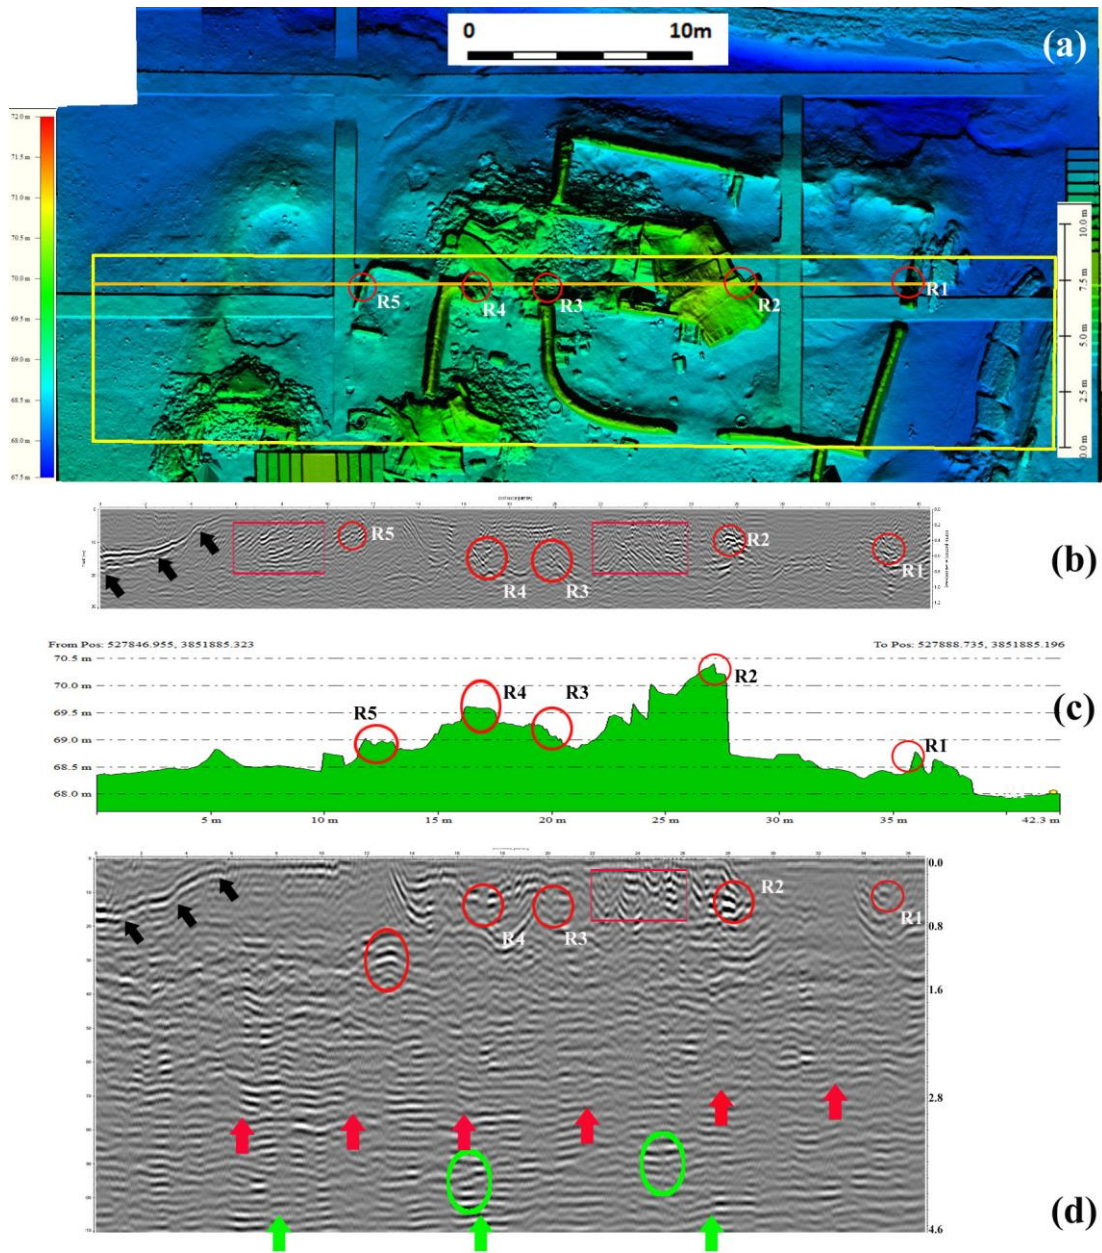 0 10m
(a)
72.0 m
71.5 m
71.0 m
70.5 m
70.0 m
69.5 m
69.0 m
68.5 m
68.0 m
67.5 m
10.0 m
7.5 m
5.0 m
2.5 m
0.0 m
R5 R4 R3 R2 R1
(b)
R5 R4 R3 R2 R1
From Pos: 527846.955, 3851885.323 To Pos: 527888.735, 3851885.196
70.5 m
70.0 m
69.5 m
69.0 m
68.5 m
68.0 m
R5 R4 R3 R2 R1
(c)
5 m 10 m 15 m 20 m 25 m 30 m 35 m 42.3 m
R4 R3 R2 R1
0.0
0.8
1.6
2.8
4.6
(d)